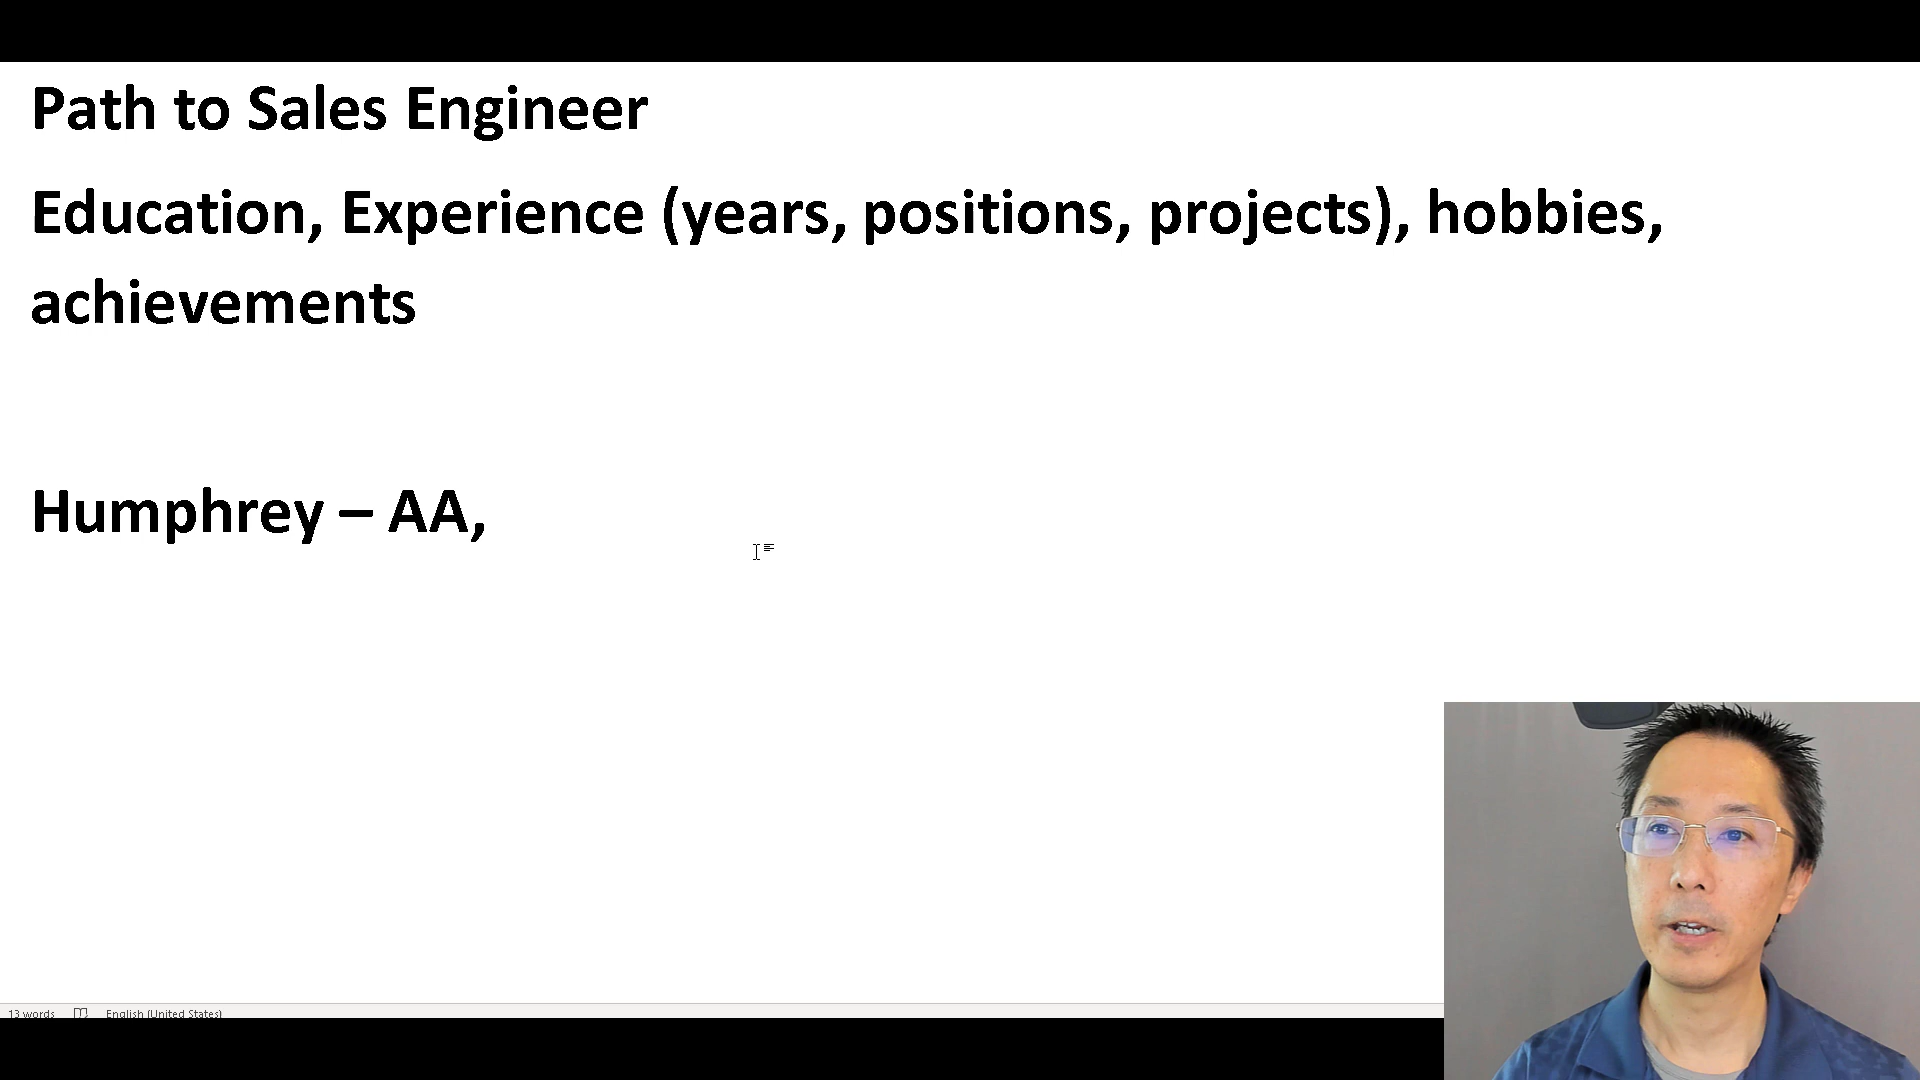 Path to Sales Engineer
Education, Experience (years, positions, projects), hobbies,
achievements
Humphrey – AA,
13 words English (United States)